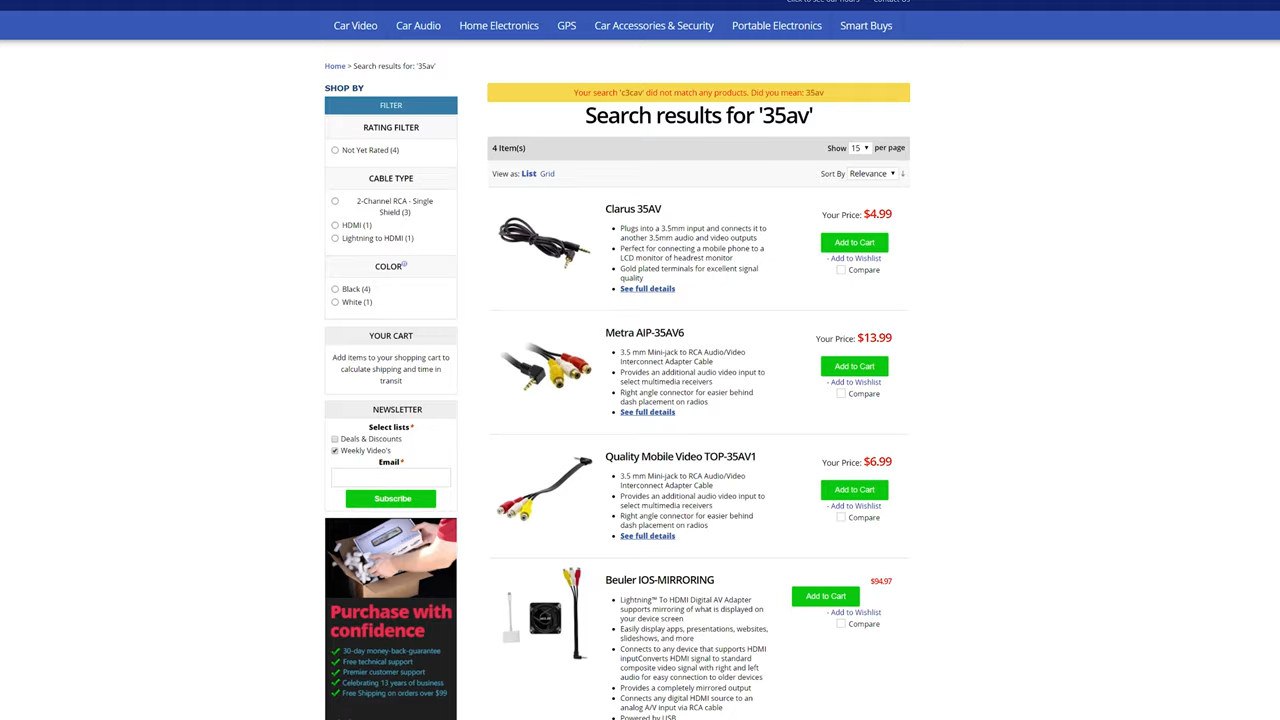 Click to see our hours
Contact Us
Car Video
Car Audio
Home Electronics
GPS
Car Accessories & Security
Portable Electronics
Smart Buys
Home > Search results for: '35av'
SHOP BY
FILTER
RATING FILTER
Not Yet Rated (4)
CABLE TYPE
2-Channel RCA - Single
Shield (3)
HDMI (1)
Lightning to HDMI (1)
COLOR
Black (4)
White (1)
YOUR CART
Add items to your shopping cart to
calculate shipping and time in
transit
NEWSLETTER
Select lists*
Deals & Discounts
Weekly Video's
Email*
Subscribe
Purchase with
confidence
30-day money-back-guarantee
Free technical support
Premier customer support
Celebrating 13 years of business
Free Shipping on orders over $99
Your search 'c3cav' did not match any products. Did you mean: 35av
Search results for '35av'
4 Item(s)
Show 15 per page
View as: List Grid
Sort By Relevance
Clarus 35AV
Plugs into a 3.5mm input and connects it to
another 3.5mm audio and video outputs
Perfect for connecting a mobile phone to a
LCD monitor of headrest monitor
Gold plated terminals for excellent signal
quality
See full details
Your Price: $4.99
Add to Cart
- Add to Wishlist
Compare
Metra AIP-35AV6
3.5 mm Mini-jack to RCA Audio/Video
Interconnect Adapter Cable
Provides an additional audio video input to
select multimedia receivers
Right angle connector for easier behind
dash placement on radios
See full details
Your Price: $13.99
Add to Cart
- Add to Wishlist
Compare
Quality Mobile Video TOP-35AV1
3.5 mm Mini-jack to RCA Audio/Video
Interconnect Adapter Cable
Provides an additional audio video input to
select multimedia receivers
Right angle connector for easier behind
dash placement on radios
See full details
Your Price: $6.99
Add to Cart
- Add to Wishlist
Compare
Beuler IOS-MIRRORING
Lightning™ To HDMI Digital AV Adapter
supports mirroring of what is displayed on
your device screen
Easily display apps, presentations, websites,
slideshows, and more
Connects to any device that supports HDMI
inputConverts HDMI signal to standard
composite video signal with right and left
audio for easy connection to older devices
Provides a completely mirrored output
Connects any digital HDMI source to an
analog A/V input via RCA cable
Powered by USB
$94.97
Add to Cart
- Add to Wishlist
Compare